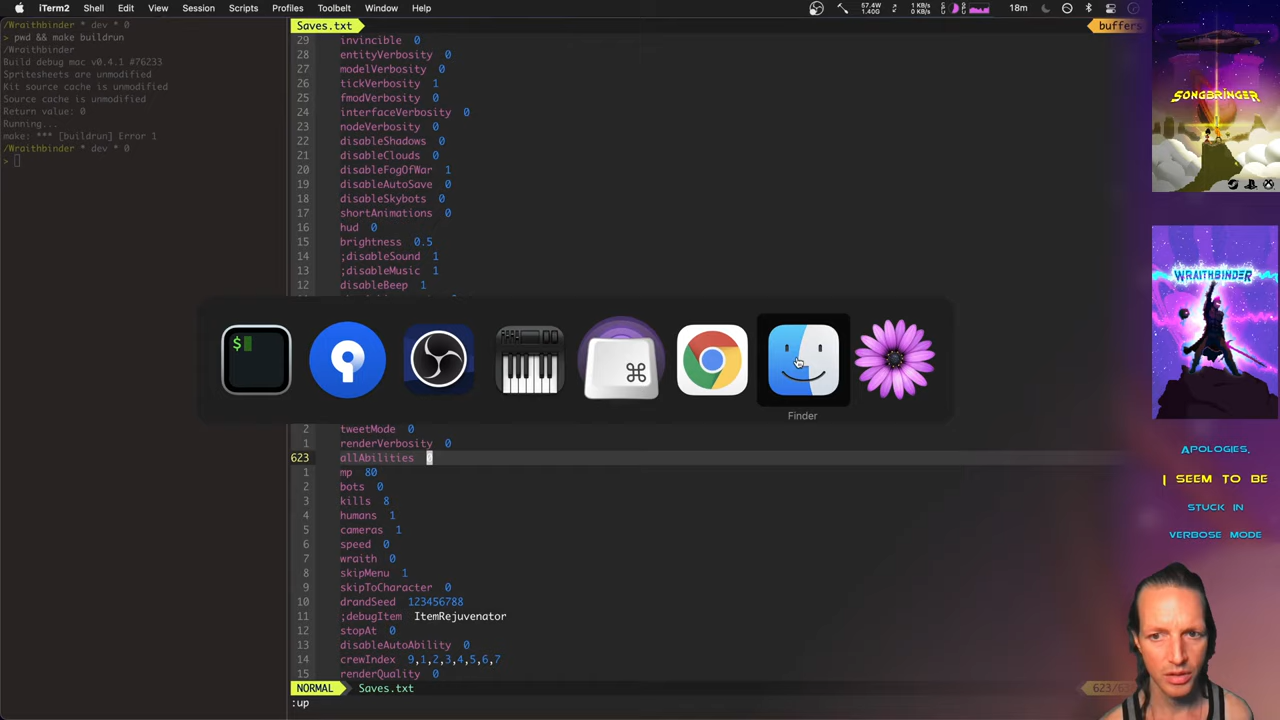 iTerm2 Shell Edit View Session Scripts Profiles Toolbelt Window Help
57.4W
1.40G
1 KB/s
0 KB/s
18m
/Wraithbinder * dev * 0
> pwd && make buildrun
/Wraithbinder
Build debug mac v0.4.1 #76233
Spritesheets are unmodified
Kit source cache is unmodified
Source cache is unmodified
Return value: 0
Running...
make: *** [buildrun] Error 1
/Wraithbinder * dev * 0
>
Saves.txt
buffers
29 invincible 0
28 entityVerbosity 0
27 modelVerbosity 0
26 tickVerbosity 1
25 fmodVerbosity 0
24 interfaceVerbosity 0
23 nodeVerbosity 0
22 disableShadows 0
21 disableClouds 0
20 disableFogOfWar 1
19 disableAutoSave 0
18 disableSkybots 0
17 shortAnimations 0
16 hud 0
15 brightness 0.5
14 ;disableSound 1
13 ;disableMusic 1
12 disableBeep 1
Finder
2 tweetMode 0
1 renderVerbosity 0
623 allAbilities 0
1 mp 80
2 bots 0
3 kills 8
4 humans 1
5 cameras 1
6 speed 0
7 wraith 0
8 skipMenu 1
9 skipToCharacter 0
10 drandSeed 123456788
11 ;debugItem ItemRejuvenator
12 stopAt 0
13 disableAutoAbility 0
14 crewIndex 9,1,2,3,4,5,6,7
15 renderQuality 0
NORMAL Saves.txt
:up
SONGBRINGER
WRAITHBINDER
APOLOGIES,
I SEEM TO BE
STUCK IN
VERBOSE MODE